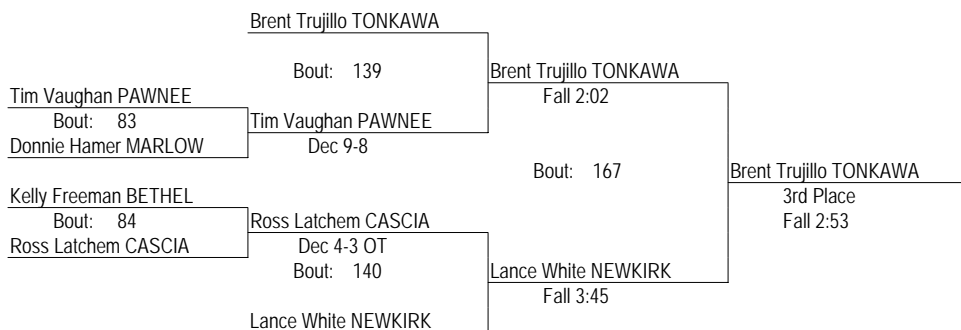 Brent Trujillo TONKAWA
Bout: 139
Brent Trujillo TONKAWA
Fall 2:02
Tim Vaughan PAWNEE
Bout: 83
Tim Vaughan PAWNEE
Donnie Hamer MARLOW
Dec 9-8
Bout: 167
Brent Trujillo TONKAWA
3rd Place
Fall 2:53
Kelly Freeman BETHEL
Bout: 84
Ross Latchem CASCIA
Ross Latchem CASCIA
Dec 4-3 OT
Bout: 140
Lance White NEWKIRK
Fall 3:45
Lance White NEWKIRK